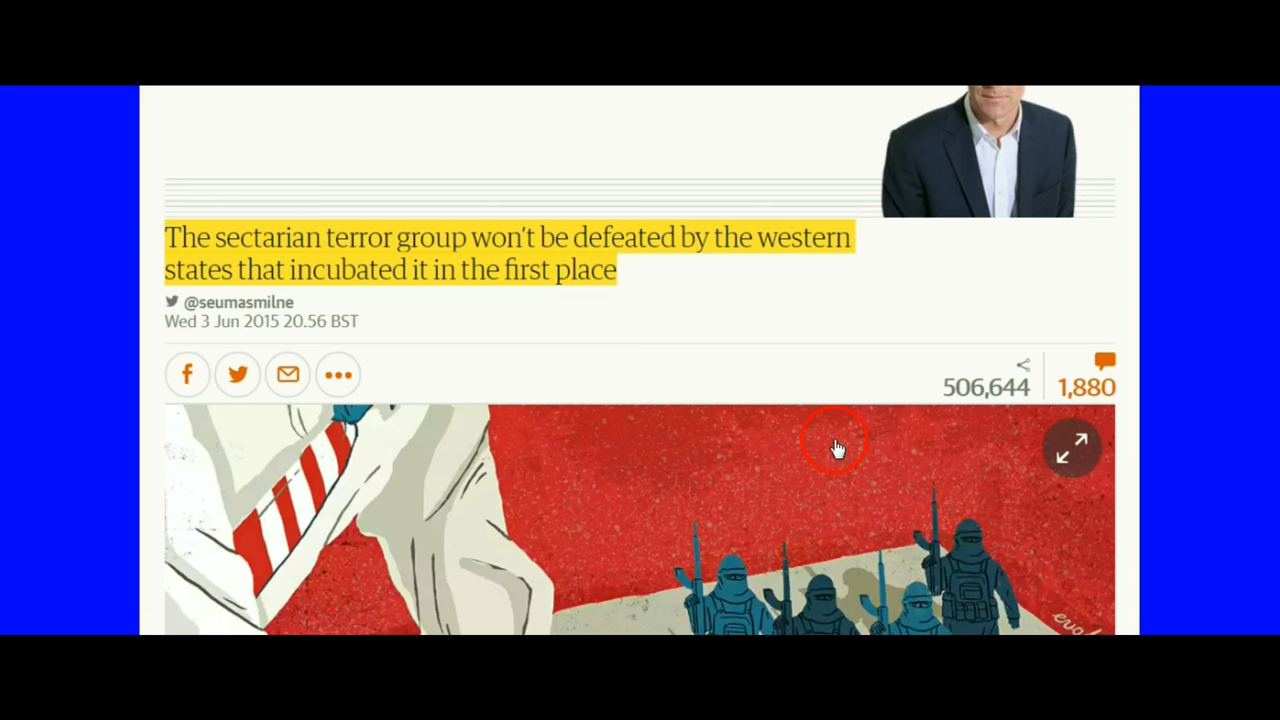 The sectarian terror group won't be defeated by the western
states that incubated it in the first place
@seumasmilne
Wed 3 Jun 2015 20.56 BST
506,644
1,880